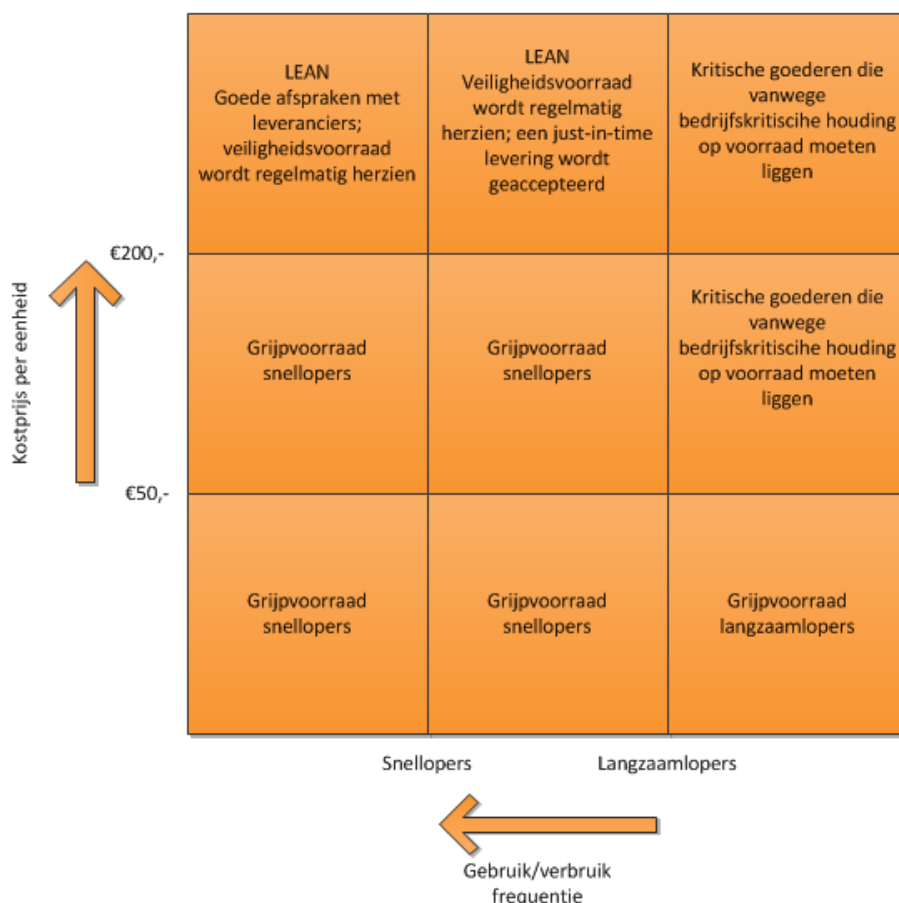 LEAN
Goede afspraken met
leveranciers;
veiligheidsvoorraad
wordt regelmatig herzien
LEAN
Veiligheidsvoorraad
wordt regelmatig
herzien; een just-in-time
levering wordt
geaccepteerd
Kritische goederen die
vanwege
bedrijfskritiscihe houding
op voorraad moeten
liggen
€200,-
Kostprijs per eenheid
Grijpvoorraad
snellopers
Grijpvoorraad
snellopers
Kritische goederen die
vanwege
bedrijfskritiscihe houding
op voorraad moeten
liggen
€50,-
Grijpvoorraad
snellopers
Grijpvoorraad
snellopers
Grijpvoorraad
langzaamlopers
Snellopers
Langzaamlopers
Gebruik/verbruik
frequentie